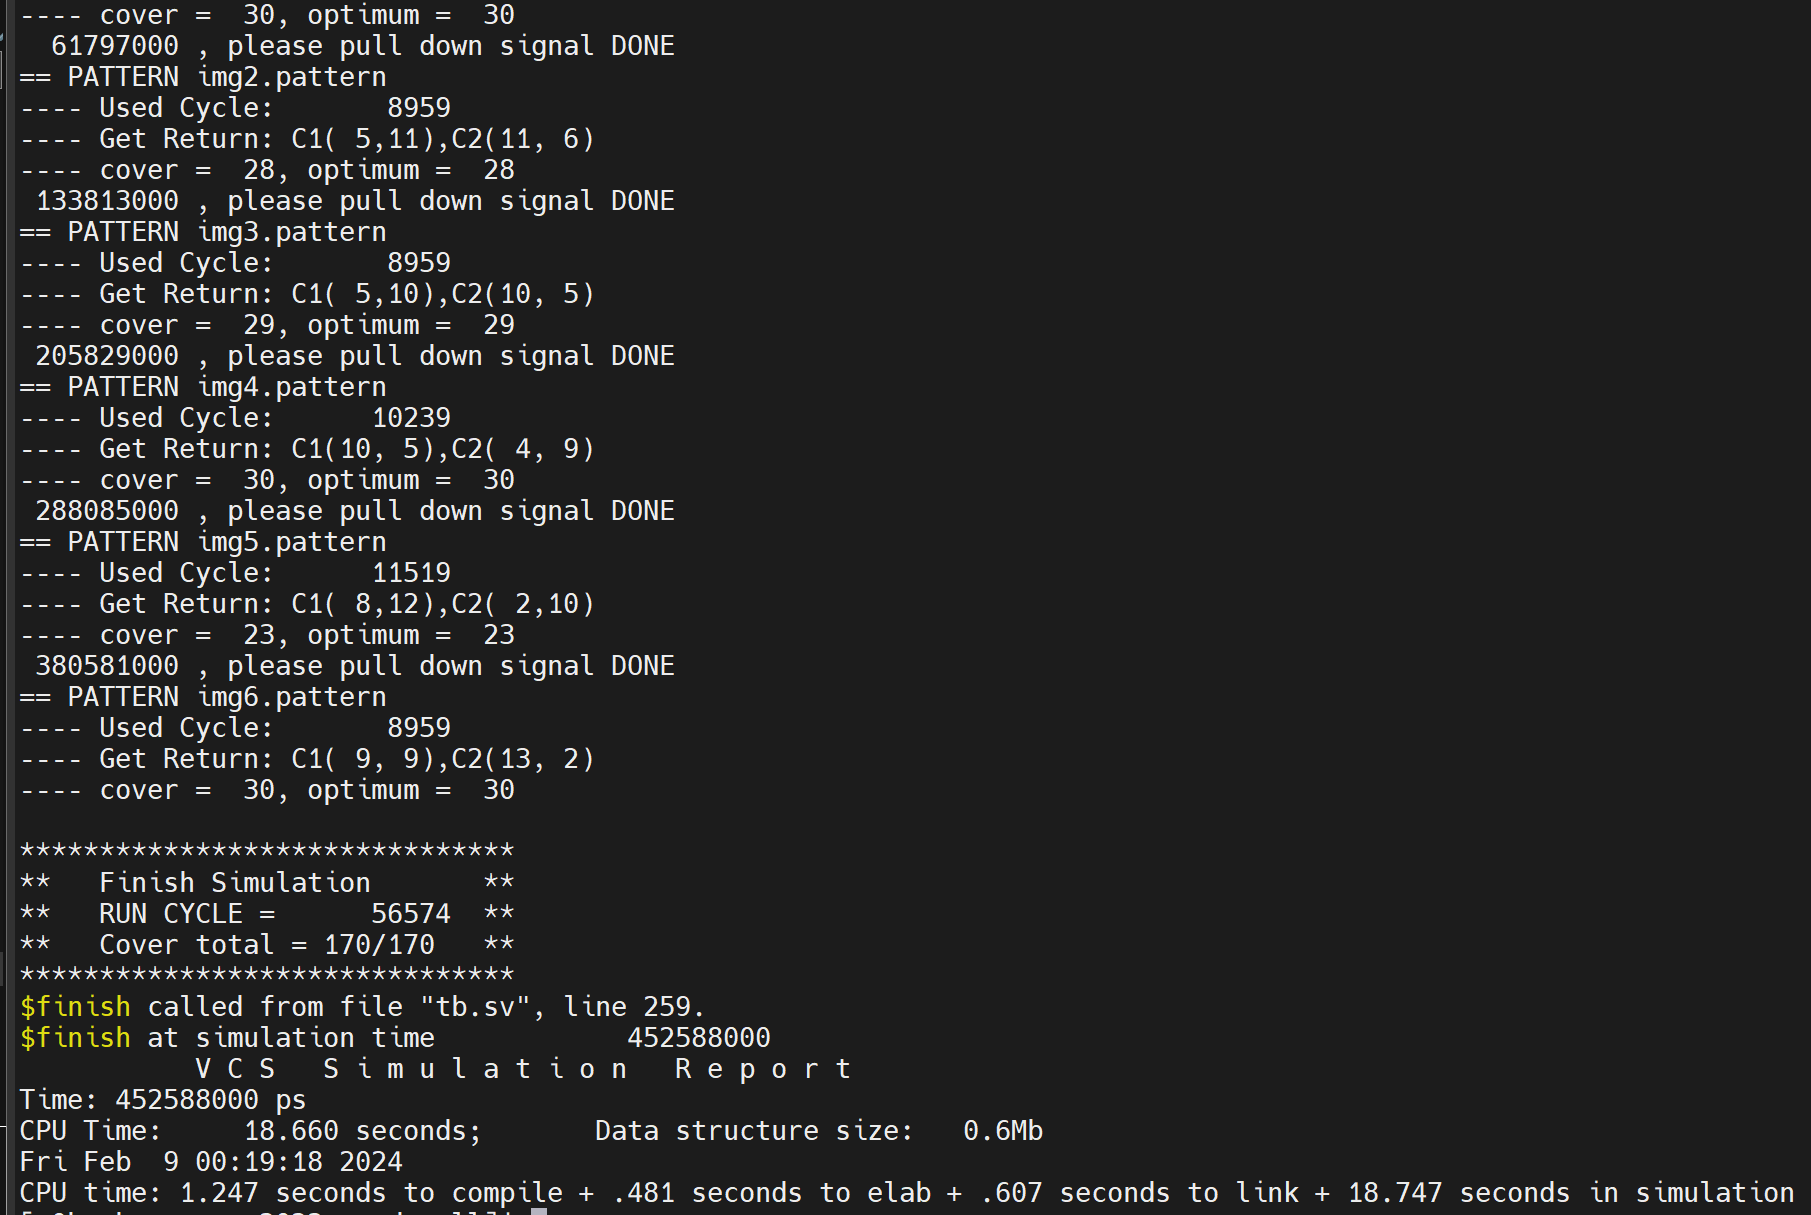 ---- cover =  30, optimum =  30
  61797000 , please pull down signal DONE
== PATTERN img2.pattern
---- Used Cycle:       8959
---- Get Return: C1( 5,11),C2(11, 6)
---- cover =  28, optimum =  28
 133813000 , please pull down signal DONE
== PATTERN img3.pattern
---- Used Cycle:       8959
---- Get Return: C1( 5,10),C2(10, 5)
---- cover =  29, optimum =  29
 205829000 , please pull down signal DONE
== PATTERN img4.pattern
---- Used Cycle:      10239
---- Get Return: C1(10, 5),C2( 4, 9)
---- cover =  30, optimum =  30
 288085000 , please pull down signal DONE
== PATTERN img5.pattern
---- Used Cycle:      11519
---- Get Return: C1( 8,12),C2( 2,10)
---- cover =  23, optimum =  23
 380581000 , please pull down signal DONE
== PATTERN img6.pattern
---- Used Cycle:       8959
---- Get Return: C1( 9, 9),C2(13, 2)
---- cover =  30, optimum =  30
*******************************
**   Finish Simulation       **
**   RUN CYCLE =      56574  **
**   Cover total = 170/170   **
*******************************
$finish called from file "tb.sv", line 259.
$finish at simulation time            452588000
           V C S   S i m u l a t i o n   R e p o r t
Time: 452588000 ps
CPU Time:     18.660 seconds;       Data structure size:   0.6Mb
Fri Feb  9 00:19:18 2024
CPU time: 1.247 seconds to compile + .481 seconds to elab + .607 seconds to link + 18.747 seconds in simulation